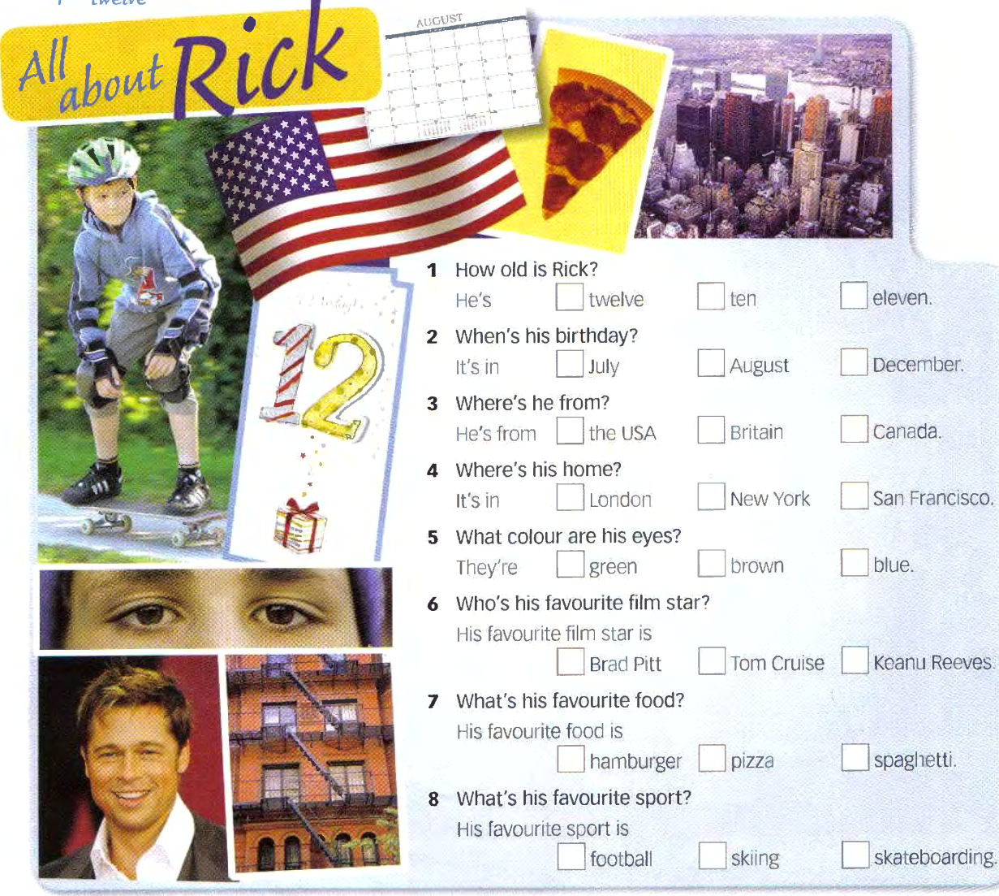 twelve
All about Rick
AUGUST
12
1 How old is Rick?
He's twelve ten eleven.
2 When's his birthday?
It's in July August December.
3 Where's he from?
He's from the USA Britain Canada.
4 Where's his home?
It's in London New York San Francisco.
5 What colour are his eyes?
They're green brown blue.
6 Who's his favourite film star?
His favourite film star is
Brad Pitt Tom Cruise Keanu Reeves.
7 What's his favourite food?
His favourite food is
hamburger pizza spaghetti.
8 What's his favourite sport?
His favourite sport is
football skiing skateboarding.